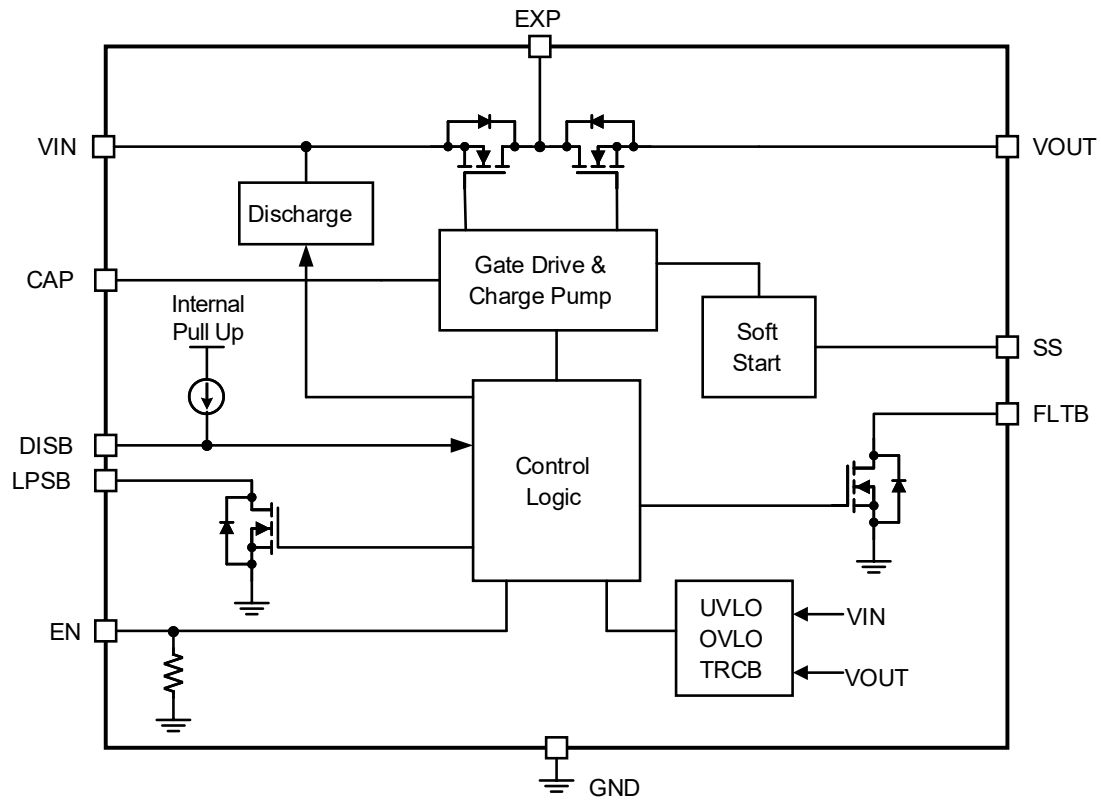 EXP
VIN
VOUT
Discharge
Gate Drive &
Charge Pump
CAP
Internal
Pull Up
Soft
Start
SS
FLTB
DISB
LPSB
Control
Logic
UVLO
OVLO
TRCB
VIN
VOUT
EN
GND